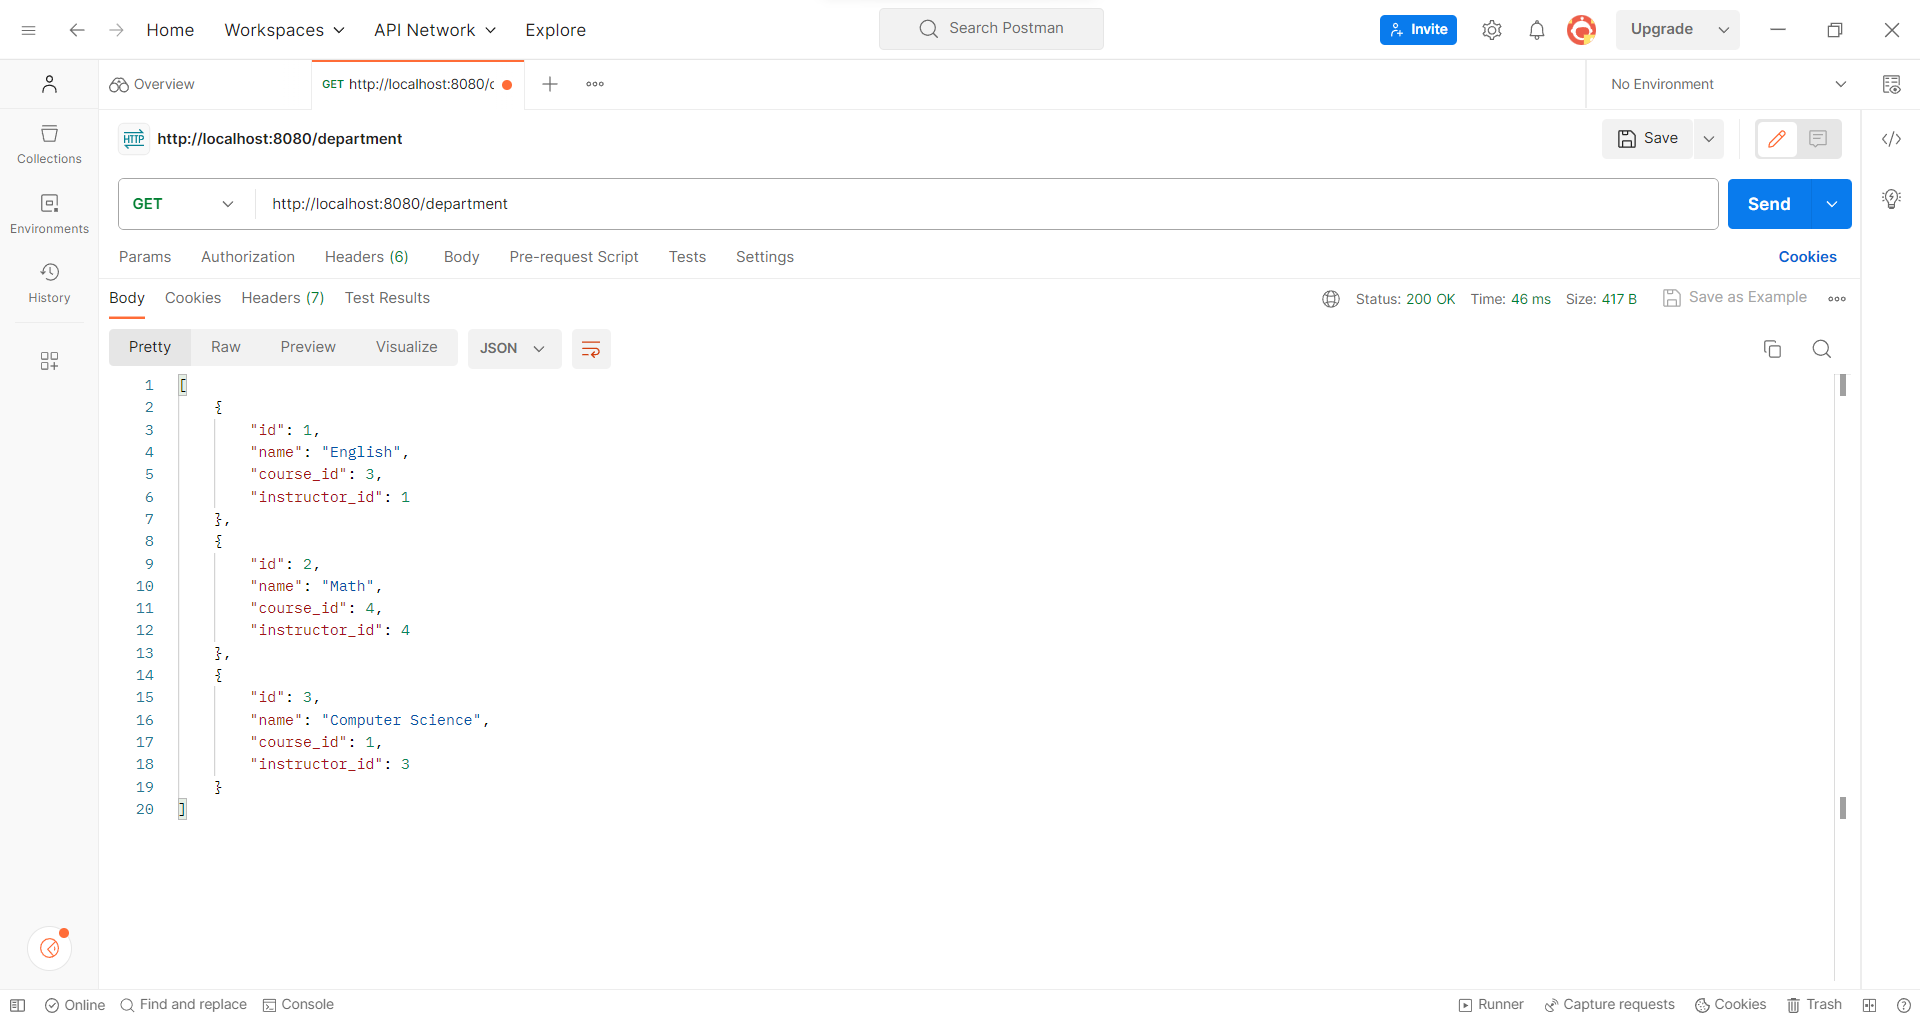 Home Workspaces API Network Explore Search Postman Invite Upgrade
Overview GET http://localhost:8080/c No Environment
HTTP http://localhost:8080/department Save
Collections
GET http://localhost:8080/department Send
Environments
Params Authorization Headers (6) Body Pre-request Script Tests Settings Cookies
History
Body Cookies Headers (7) Test Results Status: 200 OK Time: 46 ms Size: 417 B Save as Example
Pretty Raw Preview Visualize JSON
1 [
2 {
3 "id": 1,
4 "name": "English",
5 "course_id": 3,
6 "instructor_id": 1
7 },
8 {
9 "id": 2,
10 "name": "Math",
11 "course_id": 4,
12 "instructor_id": 4
13 },
14 {
15 "id": 3,
16 "name": "Computer Science",
17 "course_id": 1,
18 "instructor_id": 3
19 }
20 ]
Online Find and replace Console Runner Capture requests Cookies Trash